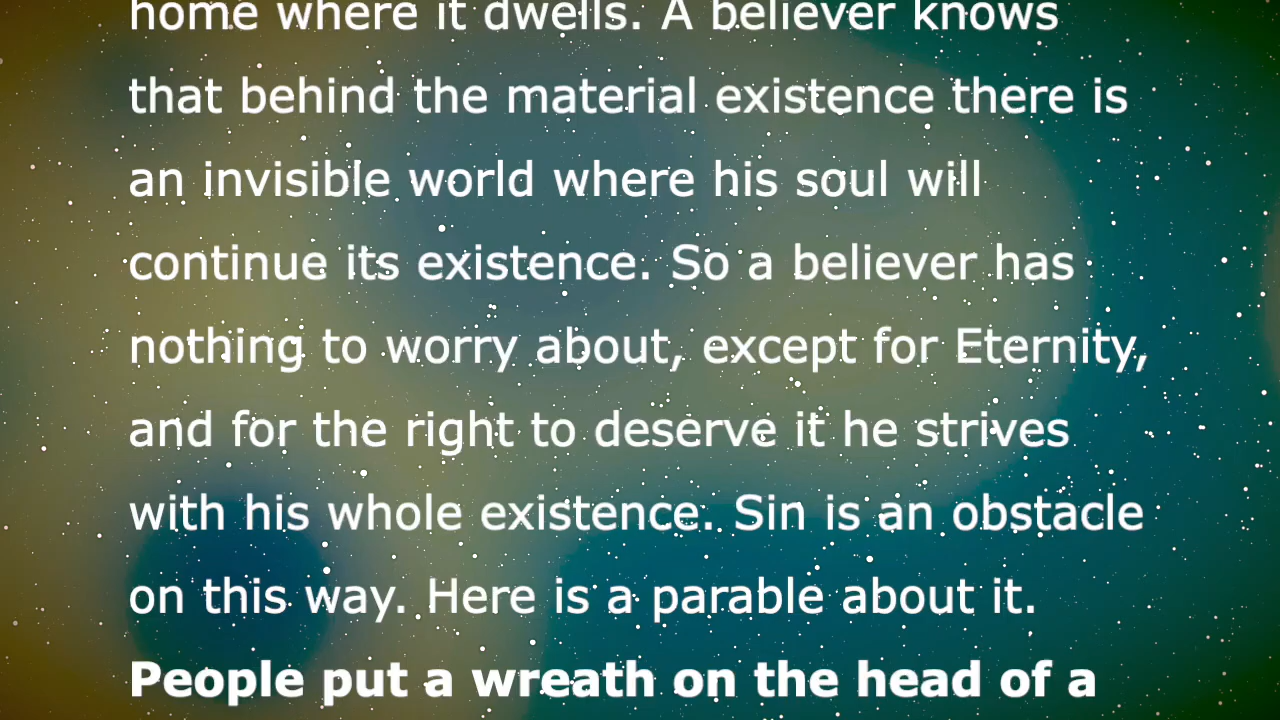 home where it dwells. A believer knows
that behind the material existence there is
an invisible world where his soul will
continue its existence. So a believer has
nothing to worry about, except for Eternity,
and for the right to deserve it he strives
with his whole existence. Sin is an obstacle
on this way. Here is a parable about it.
People put a wreath on the head of a